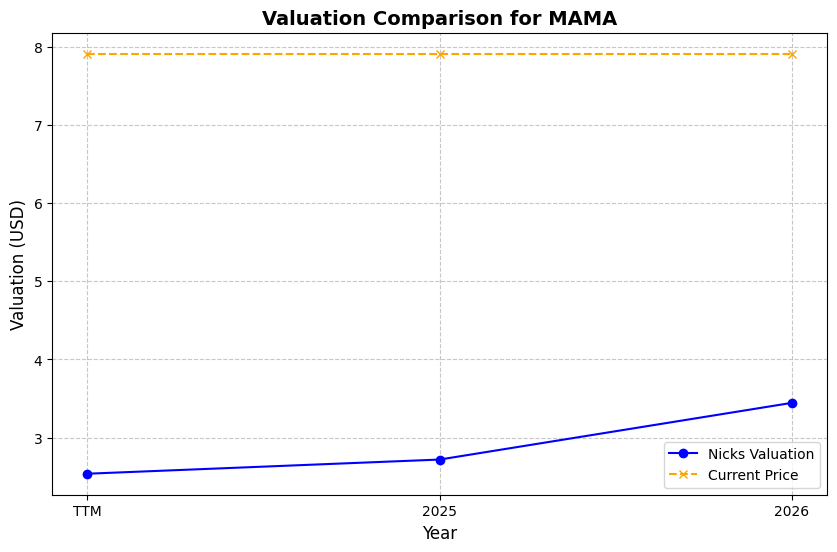 Valuation Comparison for MAMA
Valuation (USD)
8
7
6
5
4
3
TTM
2025
2026
Year
Nicks Valuation
Current Price